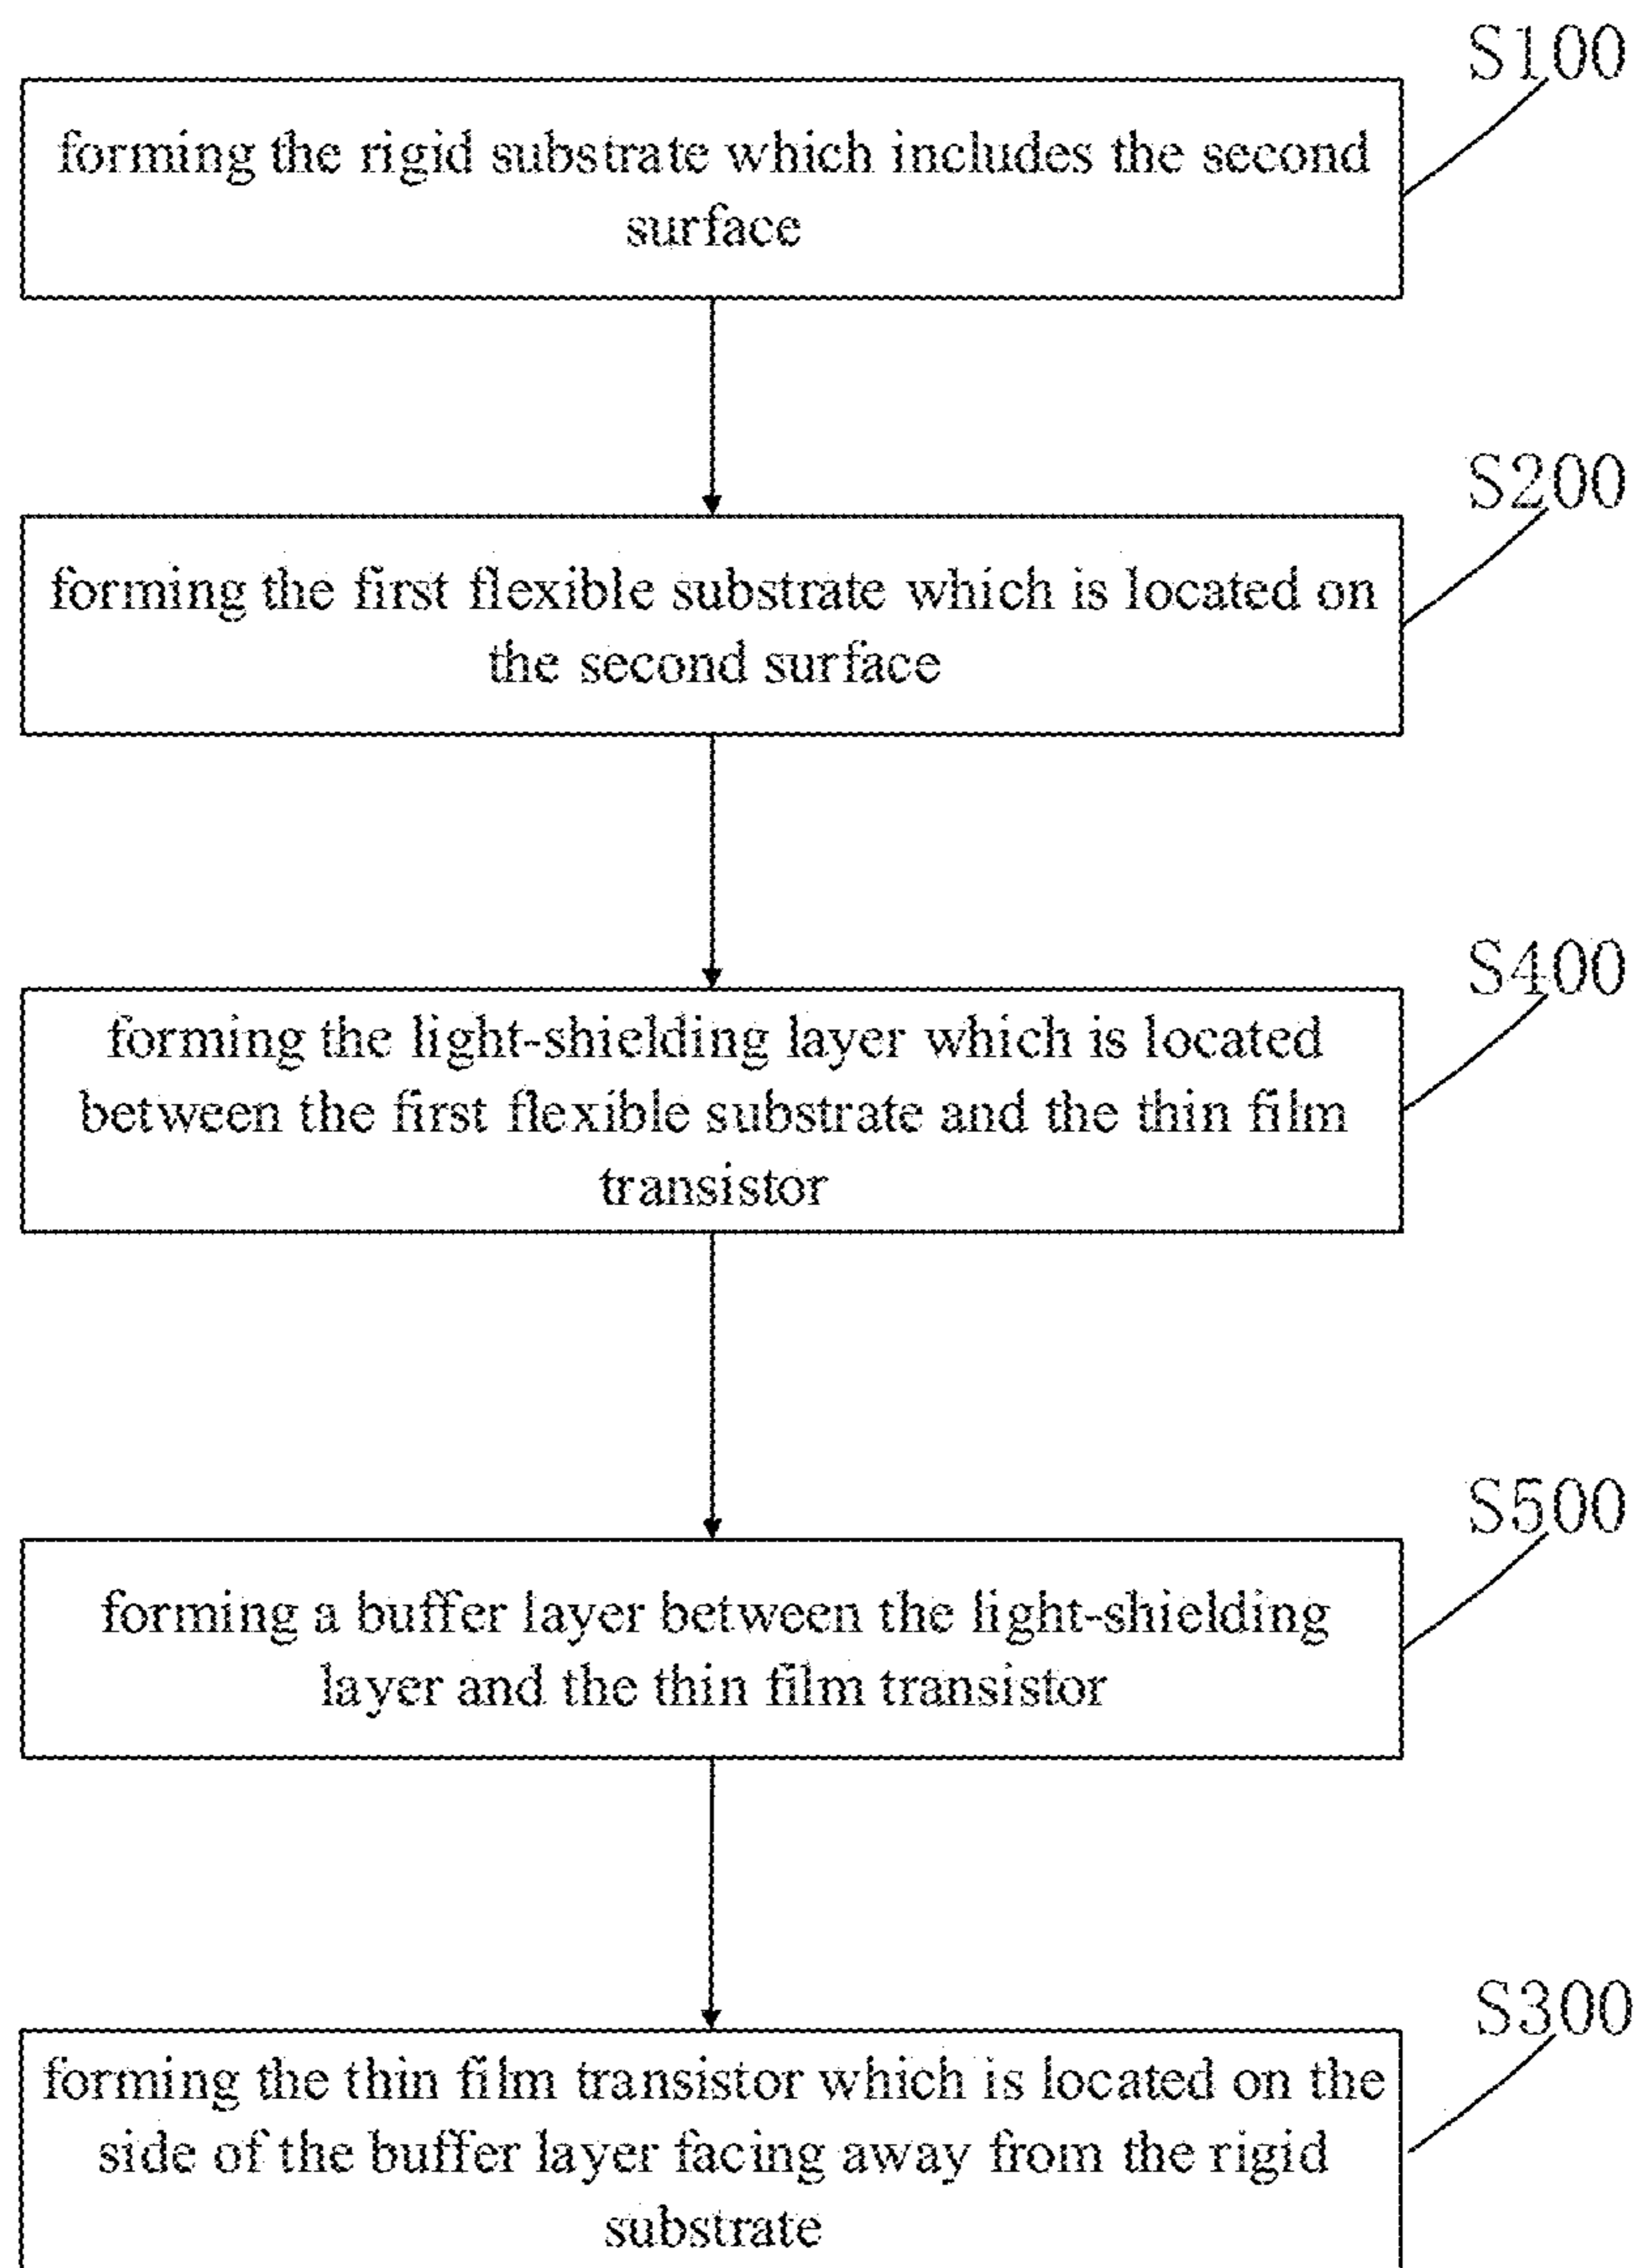 S100
forming the rigid substrate which includes the second
surface
S200
forming the first flexible substrate which is located on
the second surface
S400
forming the light-shielding layer which is located
between the first flexible substrate and the thin film
transistor
S500
forming a buffer layer between the light-shielding
layer and the thin film transistor
S300
forming the thin film transistor which is located on the
side of the buffer layer facing away from the rigid
substrate